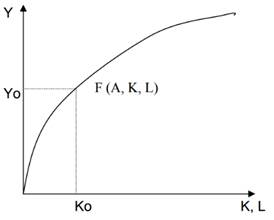 Y
Yo
F (A, K, L)
Ko
K, L